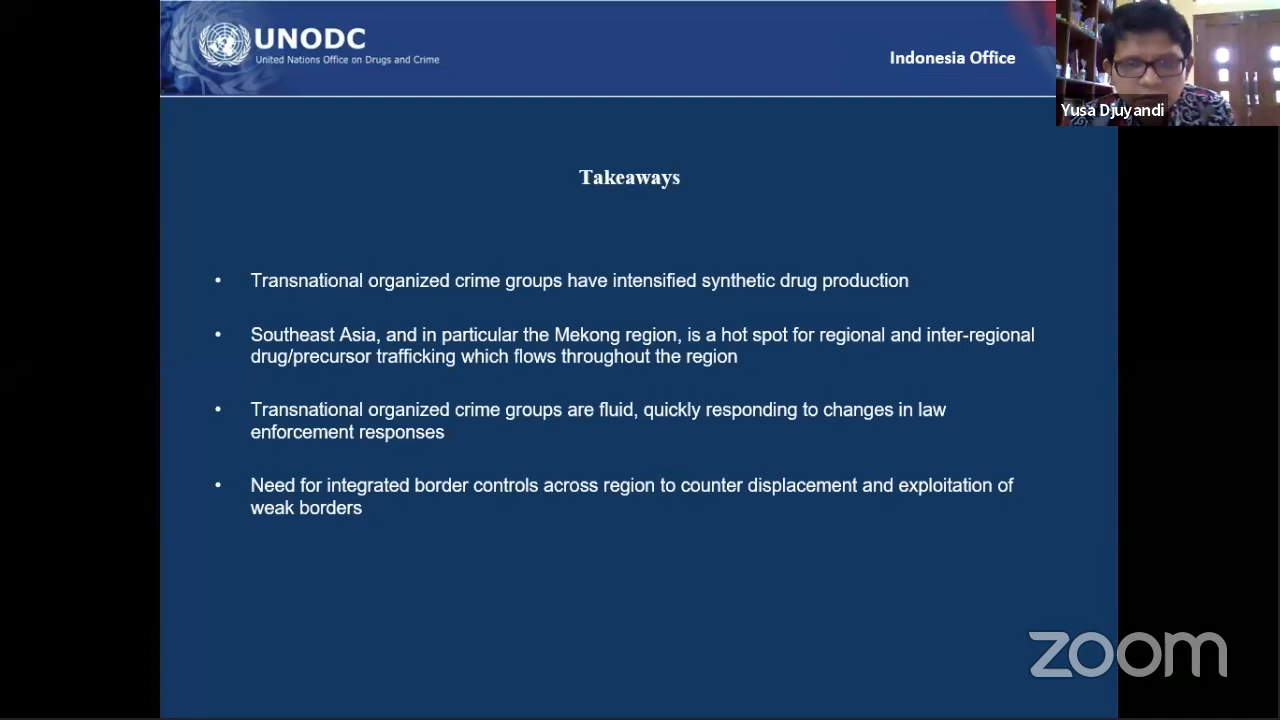 UNODC
United Nations Office on Drugs and Crime
Indonesia Office
Yusa Djuyandi
Takeaways
• Transnational organized crime groups have intensified synthetic drug production
• Southeast Asia, and in particular the Mekong region, is a hot spot for regional and inter-regional
drug/precursor trafficking which flows throughout the region
• Transnational organized crime groups are fluid, quickly responding to changes in law
enforcement responses
• Need for integrated border controls across region to counter displacement and exploitation of
weak borders
zoom